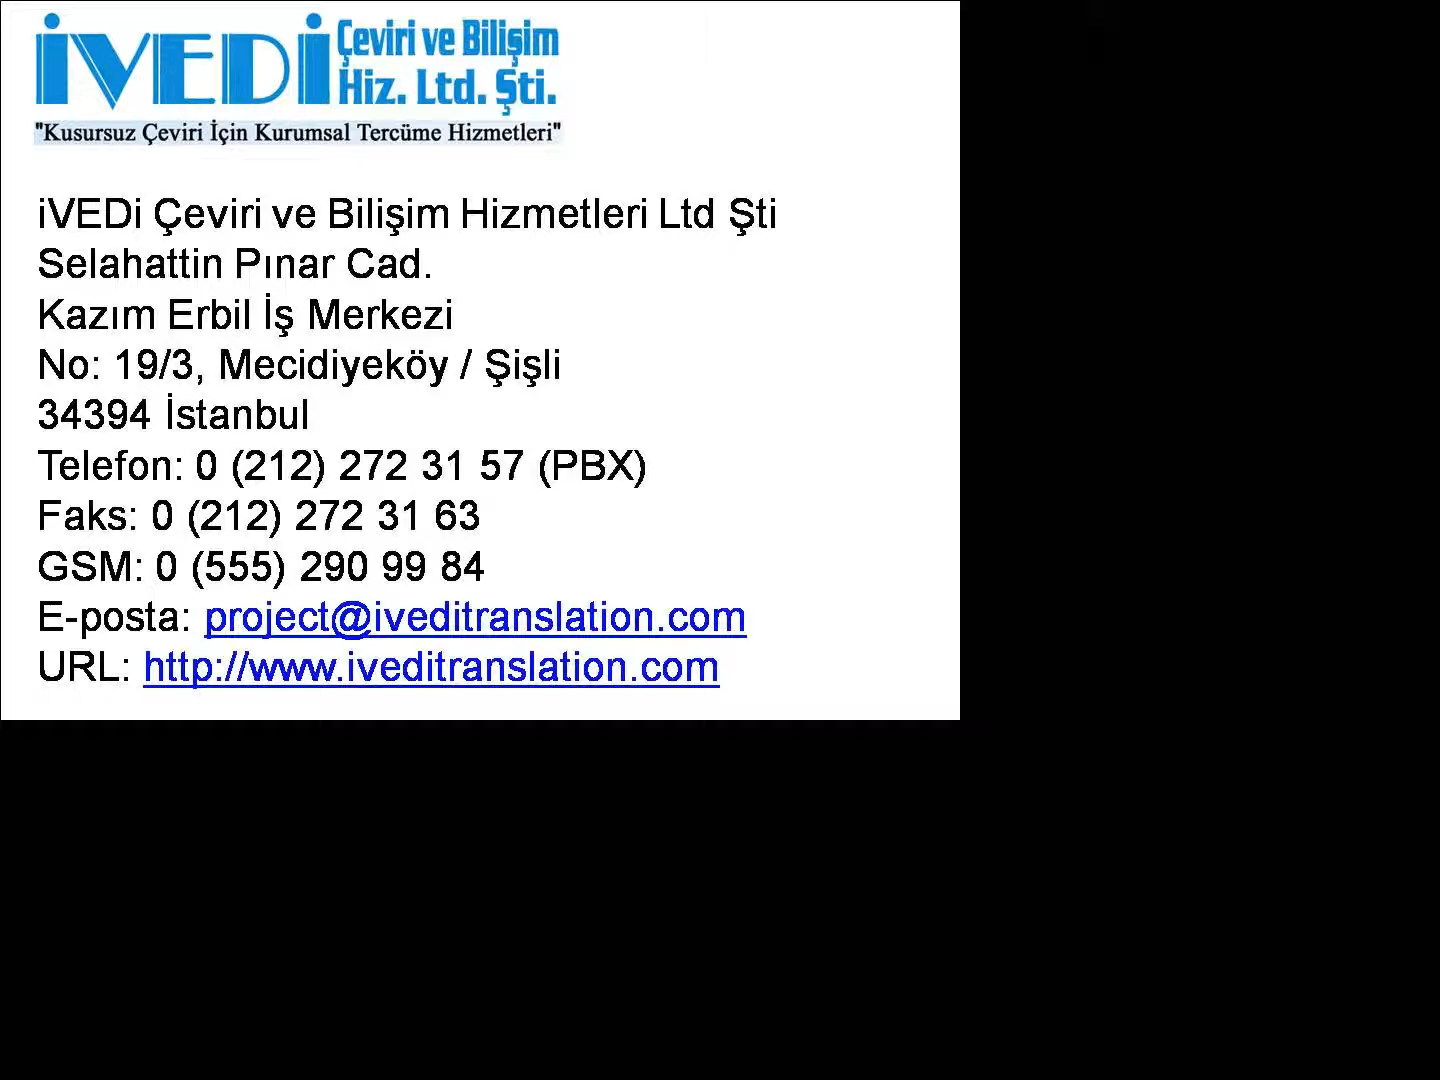 İVEDİ Çeviri ve Bilişim
Hiz. Ltd. Şti.
"Kusursuz Çeviri İçin Kurumsal Tercüme Hizmetleri"
iVEDi Çeviri ve Bilişim Hizmetleri Ltd Şti
Selahattin Pınar Cad.
Kazım Erbil İş Merkezi
No: 19/3, Mecidiyeköy / Şişli
34394 İstanbul
Telefon: 0 (212) 272 31 57 (PBX)
Faks: 0 (212) 272 31 63
GSM: 0 (555) 290 99 84
E-posta: project@iveditranslation.com
URL: http://www.iveditranslation.com